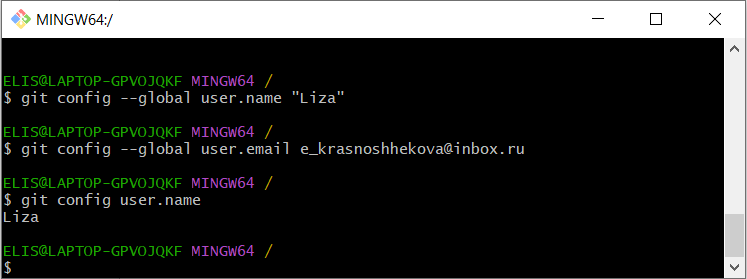 MINGW64:/
ELIS@LAPTOP-GPVOJQKF MINGW64 /
$ git config --global user.name "Liza"
ELIS@LAPTOP-GPVOJQKF MINGW64 /
$ git config --global user.email e_krasnoshhekova@inbox.ru
ELIS@LAPTOP-GPVOJQKF MINGW64 /
$ git config user.name
Liza
ELIS@LAPTOP-GPVOJQKF MINGW64 /
$